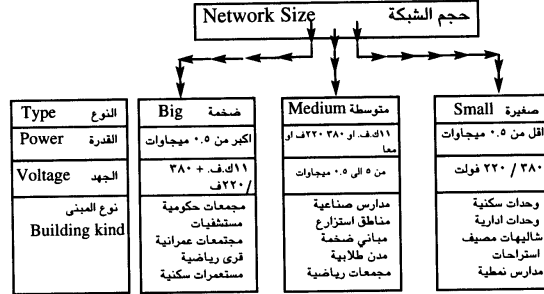 Network Size حجم الشبكة
Type النوع
Power القدرة
Voltage الجهد
نوع المبنى
Building kind
Big ضخمة
اكبر من ٠.٥ ميجاوات
١١ك.ف. + ٣٨٠
/٢٢٠ف
مجمعات حكومية
مستشفيات
مجتمعات عمرانية
قرى رياضية
مستعمرات سكنية
Medium متوسطة
١١ك.ف. او ٣٨٠ ٢٢٠ف او
معا
من ٥ الى ٠.٥ ميجاوات
مدارس صناعية
مناطق استزارع
مباني ضخمة
مدن طلابية
مجمعات رياضية
Small صغيرة
اقل من ٠.٥ ميجاوات
٣٨٠ / ٢٢٠ فولت
وحدات سكنية
وحدات ادارية
شاليهات مصيف
استراحات
مدارس نمطية